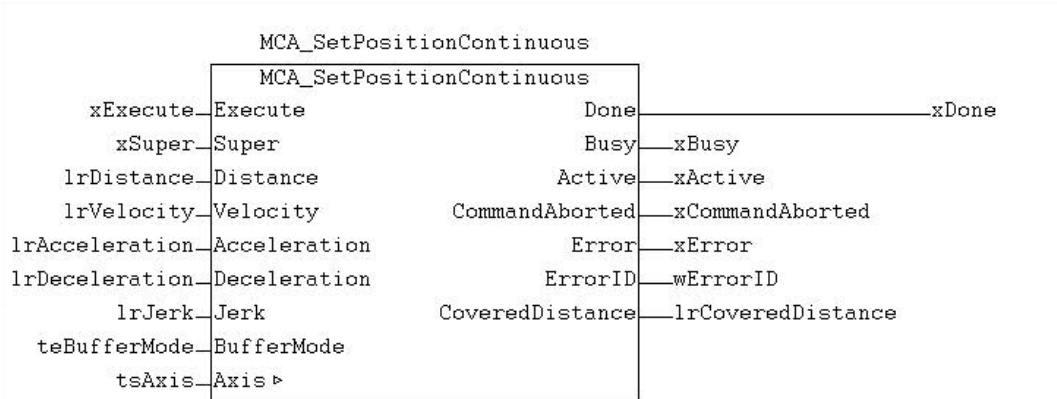 MCA_SetPositionContinuous
MCA_SetPositionContinuous
xExecute Execute Done xDone
xSuper Super Busy xBusy
lrDistance Distance Active xActive
lrVelocity Velocity CommandAborted xCommandAborted
lrAcceleration Acceleration Error xError
lrDeceleration Deceleration ErrorID wErrorID
lrJerk Jerk CoveredDistance lrCoveredDistance
teBufferMode BufferMode
tsAxis Axis